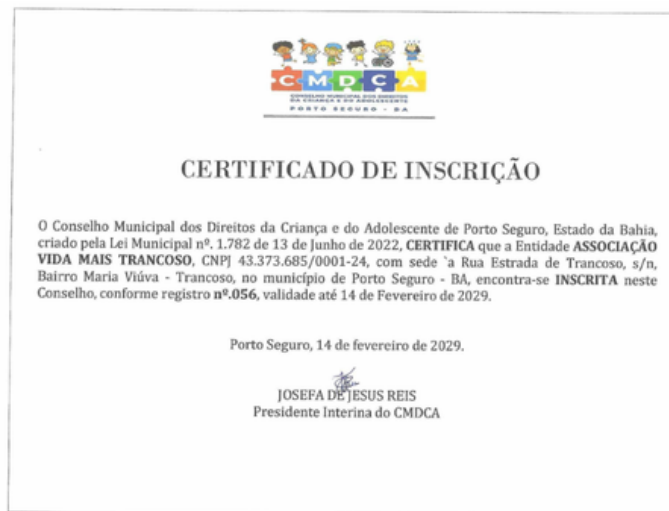 CMDCA
CONSELHO MUNICIPAL DOS DIREITOS
DA CRIANÇA E DO ADOLESCENTE
PORTO SEGURO - BA
CERTIFICADO DE INSCRIÇÃO
O Conselho Municipal dos Direitos da Criança e do Adolescente de Porto Seguro, Estado da Bahia,
criado pela Lei Municipal nº. 1.782 de 13 de Junho de 2022, CERTIFICA que a Entidade ASSOCIAÇÃO
VIDA MAIS TRANCOSO, CNPJ 43.373.685/0001-24, com sede `a Rua Estrada de Trancoso, s/n,
Bairro Maria Viúva - Trancoso, no município de Porto Seguro - BA, encontra-se INSCRITA neste
Conselho, conforme registro nº.056, validade até 14 de Fevereiro de 2029.
Porto Seguro, 14 de fevereiro de 2029.
JOSEFA DE JESUS REIS
Presidente Interina do CMDCA